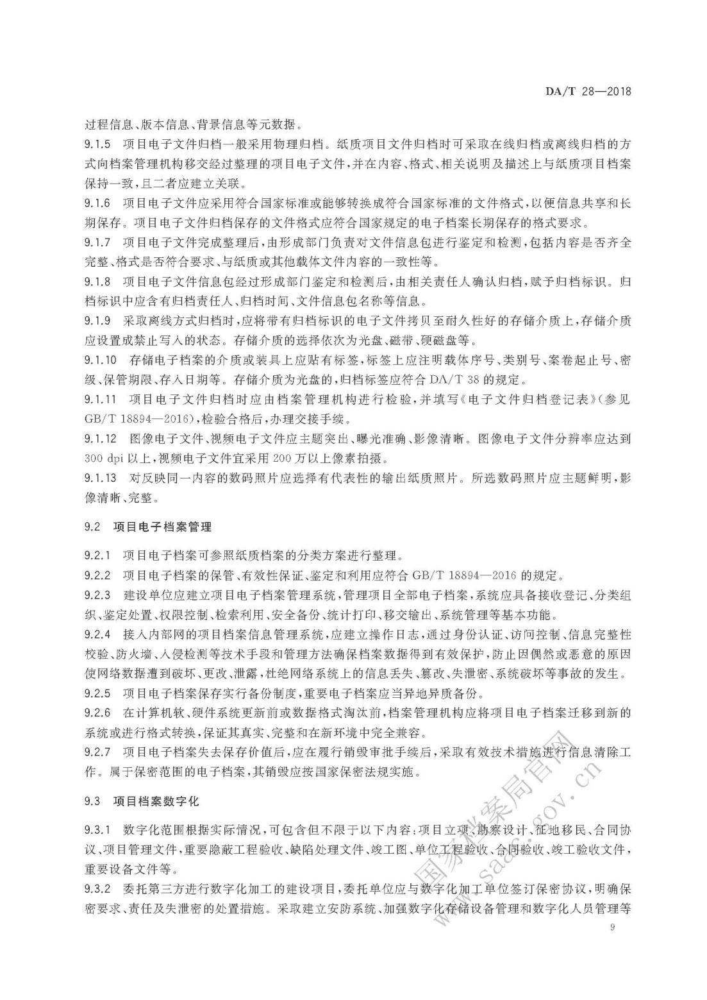 DA/T 28—2018
过程信息、版本信息、背景信息等元数据。
9.1.5 项目电子文件归档一般采用物理归档。纸质项目文件归档时可采取在线归档或离线归档的方
式向档案管理机构移交经过整理的项目电子文件,并在内容、格式、相关说明及描述上与纸质项目档案
保持一致,且二者应建立关联。
9.1.6 项目电子文件应采用符合国家标准或能够转换成符合国家标准的文件格式,以便信息共享和长
期保存。项目电子文件归档保存的文件格式应符合国家规定的电子档案长期保存的格式要求。
9.1.7 项目电子文件完成整理后,由形成部门负责对文件信息包进行鉴定和检测,包括内容是否齐全
完整、格式是否符合要求、与纸质或其他载体文件内容的一致性等。
9.1.8 项目电子文件信息包经过形成部门鉴定和检测后,由相关责任人确认归档,赋予归档标识。归
档标识中应含有归档责任人、归档时间、文件信息包名称等信息。
9.1.9 采取离线方式归档时,应将带有归档标识的电子文件拷贝至耐久性好的存储介质上,存储介质
应设置成禁止写入的状态。存储介质的选择依次为光盘、磁带、硬磁盘等。
9.1.10 存储电子档案的介质或装具上应贴有标签,标签上应注明载体序号、类别号、案卷起止号、密
级、保管期限、存入日期等。存储介质为光盘的,归档标签应符合 DA/T 38 的规定。
9.1.11 项目电子文件归档时应由档案管理机构进行检验,并填写《电子文件归档登记表》(参见
GB/T 18894—2016),检验合格后,办理交接手续。
9.1.12 图像电子文件、视频电子文件应主题突出、曝光准确、影像清晰。图像电子文件分辨率应达到
300 dpi 以上,视频电子文件宜采用 200 万以上像素拍摄。
9.1.13 对反映同一内容的数码照片应选择有代表性的输出纸质照片。所选数码照片应主题鲜明,影
像清晰、完整。
9.2 项目电子档案管理
9.2.1 项目电子档案可参照纸质档案的分类方案进行整理。
9.2.2 项目电子档案的保管、有效性保证、鉴定和利用应符合 GB/T 18894—2016 的规定。
9.2.3 建设单位应建立项目电子档案管理系统,管理项目全部电子档案,系统应具备接收登记、分类组
织、鉴定处置、权限控制、检索利用、安全备份、统计打印、移交输出、系统管理等基本功能。
9.2.4 接入内部网的项目档案信息管理系统,应建立操作日志,通过身份认证、访问控制、信息完整性
校验、防火墙、入侵检测等技术手段和管理方法确保档案数据得到有效保护,防止因偶然或恶意的原因
使网络数据遭到破坏、更改、泄露,杜绝网络系统上的信息丢失、篡改、失泄密、系统破坏等事故的发生。
9.2.5 项目电子档案保存实行备份制度,重要电子档案应当异地异质备份。
9.2.6 在计算机软、硬件系统更新前或数据格式淘汰前,档案管理机构应将项目电子档案迁移到新的
系统或进行格式转换,保证其真实、完整和在新环境中完全兼容。
9.2.7 项目电子档案失去保存价值后,应在履行销毁审批手续后,采取有效技术措施进行信息清除工
作。属于保密范围的电子档案,其销毁应按国家保密法规实施。
9.3 项目档案数字化
9.3.1 数字化范围根据实际情况,可包含但不限于以下内容:项目立项、勘察设计、征地移民、合同协
议、项目管理文件,重要隐蔽工程验收、缺陷处理文件、竣工图、单位工程验收、合同验收、竣工验收文件,
重要设备文件等。
9.3.2 委托第三方进行数字化加工的建设项目,委托单位应与数字化加工单位签订保密协议,明确保
密要求、责任及失泄密的处置措施。采取建立安防系统、加强数字化存储设备管理和数字化人员管理等
国家档案局官网
www.saac.gov.cn
9